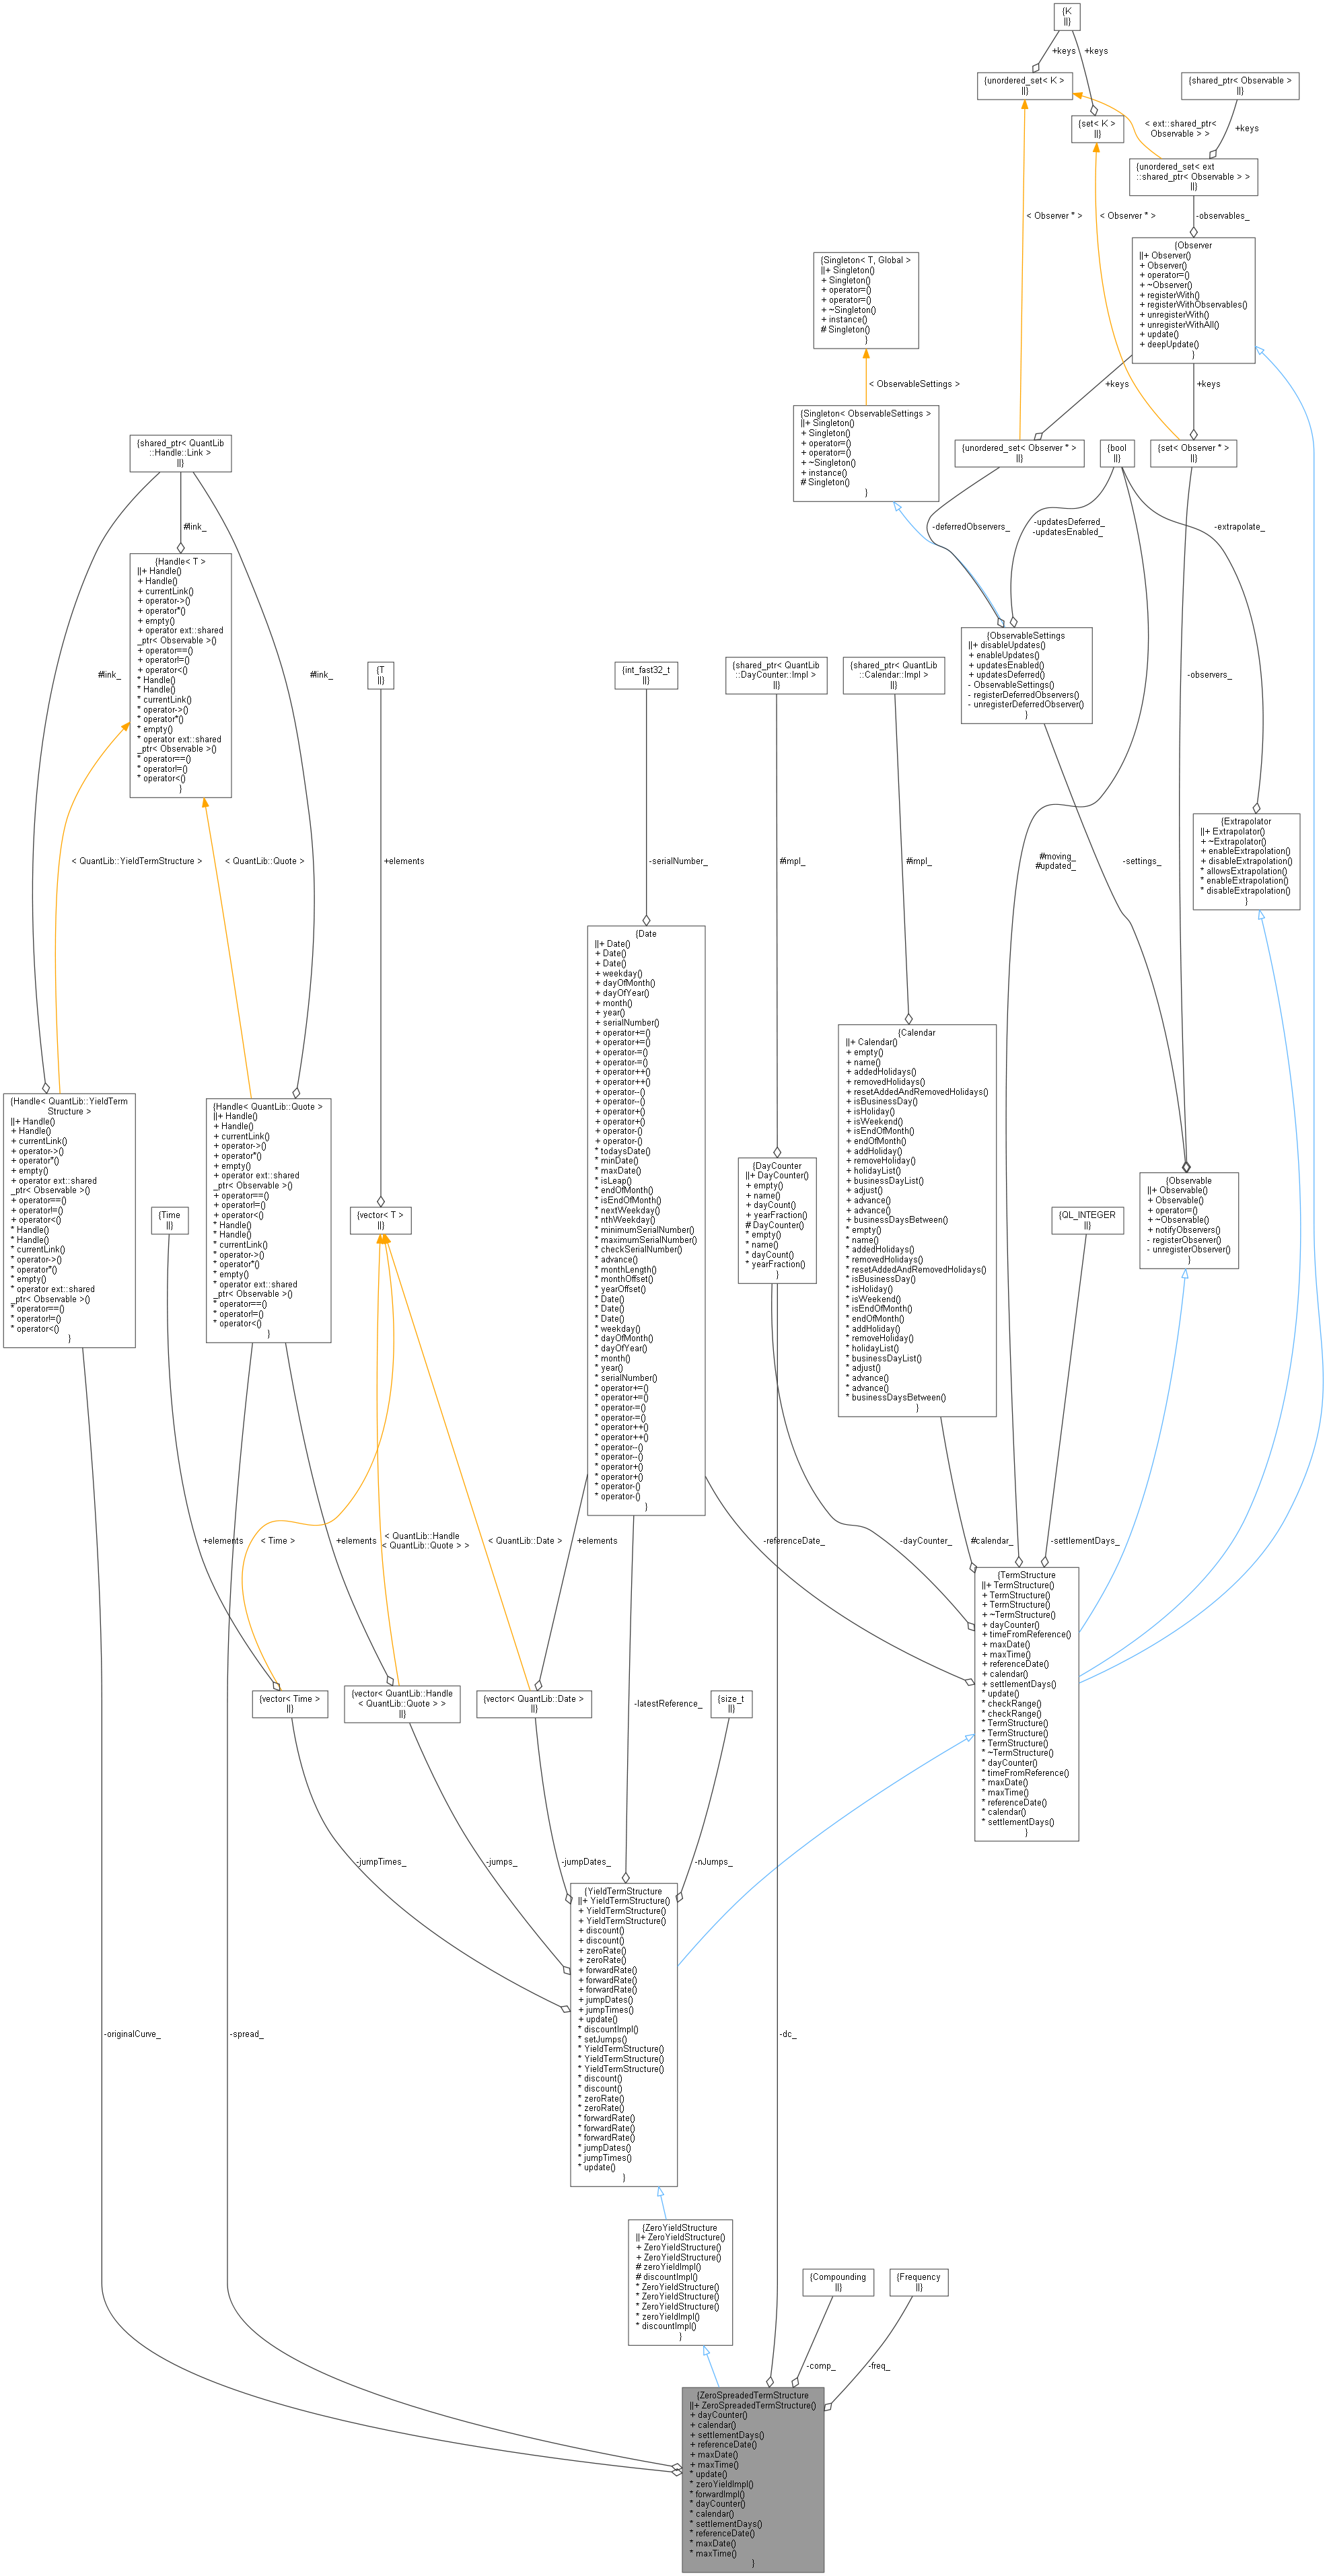 {K
||}
+keys
+keys
{unordered_set< K >
||}
{shared_ptr< Observable >
||}
{set< K >
||}
< ext::shared_ptr<
Observable > >
+keys
{unordered_set< ext
::shared_ptr< Observable > >
||}
< Observer * >
< Observer * >
-observables_
{Observer
||+ Observer()
+ Observer()
+ operator=()
+ ~Observer()
+ registerWith()
+ registerWithObservables()
+ unregisterWith()
+ unregisterWithAll()
+ update()
+ deepUpdate()
}
{Singleton< T, Global >
||+ Singleton()
+ Singleton()
+ operator=()
+ operator=()
+ ~Singleton()
+ instance()
# Singleton()
}
< ObservableSettings >
+keys
+keys
{Singleton< ObservableSettings >
||+ Singleton()
+ Singleton()
+ operator=()
+ operator=()
+ ~Singleton()
+ instance()
# Singleton()
}
{unordered_set< Observer * >
||}
{bool
||}
{set< Observer * >
||}
{shared_ptr< QuantLib
::Handle::Link >
||}
#link_
-deferredObservers_
-updatesDeferred_
-updatesEnabled_
-extrapolate_
{Handle< T >
||+ Handle()
+ Handle()
+ currentLink()
+ operator->()
+ operator*()
+ empty()
+ operator ext::shared
_ptr< Observable >()
+ operator==()
+ operator!=()
+ operator<()
* Handle()
* Handle()
* currentLink()
* operator->()
* operator*()
* empty()
* operator ext::shared
_ptr< Observable >()
* operator==()
* operator!=()
* operator<()
}
#link_
#link_
{T
||}
{int_fast32_t
||}
{shared_ptr< QuantLib
::DayCounter::Impl >
||}
{shared_ptr< QuantLib
::Calendar::Impl >
||}
{ObservableSettings
||+ disableUpdates()
+ enableUpdates()
+ updatesEnabled()
+ updatesDeferred()
- ObservableSettings()
- registerDeferredObservers()
- unregisterDeferredObserver()
}
-observers_
{Extrapolator
||+ Extrapolator()
+ ~Extrapolator()
+ enableExtrapolation()
+ disableExtrapolation()
* allowsExtrapolation()
* enableExtrapolation()
* disableExtrapolation()
}
< QuantLib::YieldTermStructure >
< QuantLib::Quote >
+elements
-serialNumber_
#impl_
#impl_
#moving_
#updated_
-settings_
{Date
||+ Date()
+ Date()
+ Date()
+ weekday()
+ dayOfMonth()
+ dayOfYear()
+ month()
+ year()
+ serialNumber()
+ operator+=()
+ operator+=()
+ operator-=()
+ operator-=()
+ operator++()
+ operator++()
+ operator--()
+ operator--()
+ operator+()
+ operator+()
+ operator-()
+ operator-()
* todaysDate()
* minDate()
* maxDate()
* isLeap()
* endOfMonth()
* isEndOfMonth()
* nextWeekday()
* nthWeekday()
* minimumSerialNumber()
* maximumSerialNumber()
* checkSerialNumber()
* advance()
* monthLength()
* monthOffset()
* yearOffset()
* Date()
* Date()
* Date()
* weekday()
* dayOfMonth()
* dayOfYear()
* month()
* year()
* serialNumber()
* operator+=()
* operator+=()
* operator-=()
* operator-=()
* operator++()
* operator++()
* operator--()
* operator--()
* operator+()
* operator+()
* operator-()
* operator-()
}
{Calendar
||+ Calendar()
+ empty()
+ name()
+ addedHolidays()
+ removedHolidays()
+ resetAddedAndRemovedHolidays()
+ isBusinessDay()
+ isHoliday()
+ isWeekend()
+ isEndOfMonth()
+ endOfMonth()
+ addHoliday()
+ removeHoliday()
+ holidayList()
+ businessDayList()
+ adjust()
+ advance()
+ advance()
+ businessDaysBetween()
* empty()
* name()
* addedHolidays()
* removedHolidays()
* resetAddedAndRemovedHolidays()
* isBusinessDay()
* isHoliday()
* isWeekend()
* isEndOfMonth()
* endOfMonth()
* addHoliday()
* removeHoliday()
* holidayList()
* businessDayList()
* adjust()
* advance()
* advance()
* businessDaysBetween()
}
{Handle< QuantLib::YieldTerm
Structure >
||+ Handle()
+ Handle()
+ currentLink()
+ operator->()
+ operator*()
+ empty()
+ operator ext::shared
_ptr< Observable >()
+ operator==()
+ operator!=()
+ operator<()
* Handle()
* Handle()
* currentLink()
* operator->()
* operator*()
* empty()
* operator ext::shared
_ptr< Observable >()
* operator==()
* operator!=()
* operator<()
}
{Time
||}
{Handle< QuantLib::Quote >
||+ Handle()
+ Handle()
+ currentLink()
+ operator->()
+ operator*()
+ empty()
+ operator ext::shared
_ptr< Observable >()
+ operator==()
+ operator!=()
+ operator<()
* Handle()
* Handle()
* currentLink()
* operator->()
* operator*()
* empty()
* operator ext::shared
_ptr< Observable >()
* operator==()
* operator!=()
* operator<()
}
{vector< T >
||}
{DayCounter
||+ DayCounter()
+ empty()
+ name()
+ dayCount()
+ yearFraction()
# DayCounter()
* empty()
* name()
* dayCount()
* yearFraction()
}
{QL_INTEGER
||}
{Observable
||+ Observable()
+ Observable()
+ operator=()
+ ~Observable()
+ notifyObservers()
- registerObserver()
- unregisterObserver()
}
+elements
< Time >
+elements
< QuantLib::Handle
< QuantLib::Quote > >
< QuantLib::Date >
+elements
-referenceDate_
-dayCounter_
#calendar_
-settlementDays_
{TermStructure
||+ TermStructure()
+ TermStructure()
+ TermStructure()
+ ~TermStructure()
+ dayCounter()
+ timeFromReference()
+ maxDate()
+ maxTime()
+ referenceDate()
+ calendar()
+ settlementDays()
* update()
* checkRange()
* checkRange()
* TermStructure()
* TermStructure()
* TermStructure()
* ~TermStructure()
* dayCounter()
* timeFromReference()
* maxDate()
* maxTime()
* referenceDate()
* calendar()
* settlementDays()
}
{vector< Time >
||}
{vector< QuantLib::Handle
< QuantLib::Quote > >
||}
{vector< QuantLib::Date >
||}
-latestReference_
{size_t
||}
-jumpTimes_
-jumps_
-jumpDates_
-nJumps_
{YieldTermStructure
||+ YieldTermStructure()
+ YieldTermStructure()
+ YieldTermStructure()
+ discount()
+ discount()
+ zeroRate()
+ zeroRate()
+ forwardRate()
+ forwardRate()
+ forwardRate()
+ jumpDates()
+ jumpTimes()
+ update()
* discountImpl()
* setJumps()
* YieldTermStructure()
* YieldTermStructure()
* YieldTermStructure()
* discount()
* discount()
* zeroRate()
* zeroRate()
* forwardRate()
* forwardRate()
* forwardRate()
* jumpDates()
* jumpTimes()
* update()
}
-originalCurve_
-spread_
-dc_
{ZeroYieldStructure
||+ ZeroYieldStructure()
+ ZeroYieldStructure()
+ ZeroYieldStructure()
# zeroYieldImpl()
# discountImpl()
* ZeroYieldStructure()
* ZeroYieldStructure()
* ZeroYieldStructure()
* zeroYieldImpl()
* discountImpl()
}
{Compounding
||}
{Frequency
||}
-comp_
-freq_
{ZeroSpreadedTermStructure
||+ ZeroSpreadedTermStructure()
+ dayCounter()
+ calendar()
+ settlementDays()
+ referenceDate()
+ maxDate()
+ maxTime()
* update()
* zeroYieldImpl()
* forwardImpl()
* dayCounter()
* calendar()
* settlementDays()
* referenceDate()
* maxDate()
* maxTime()
}